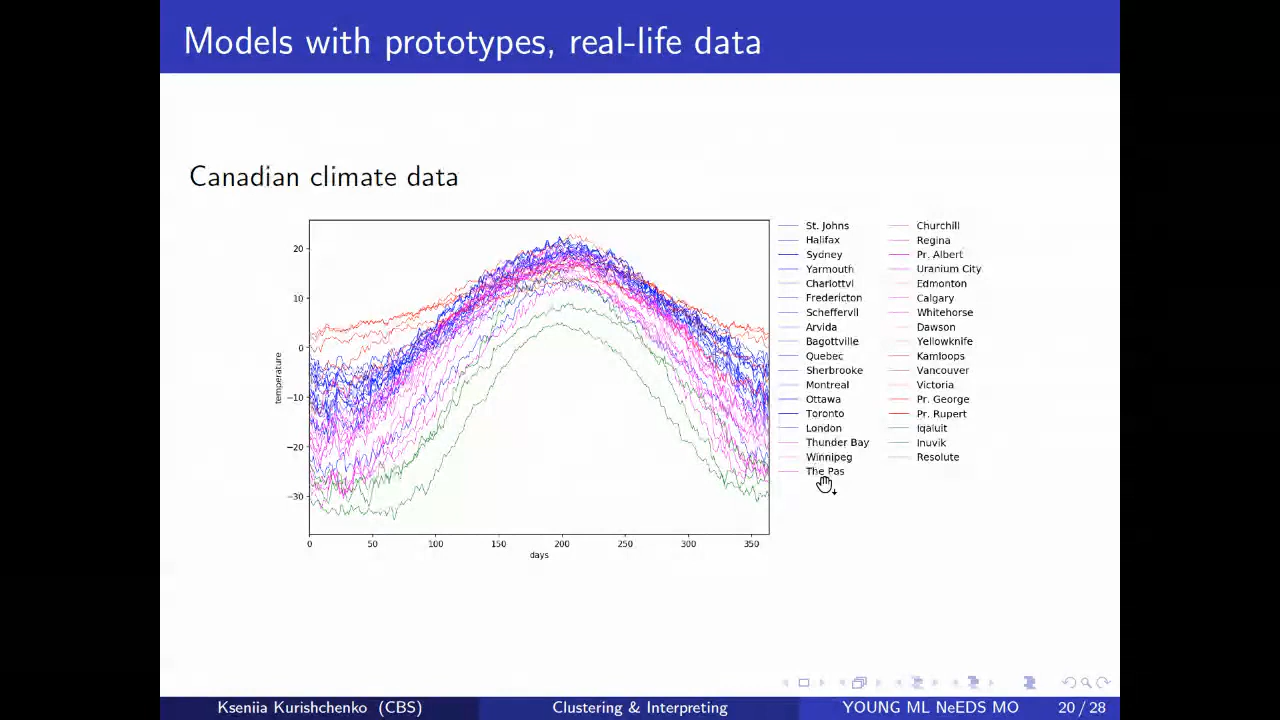 Models with prototypes, real-life data
Canadian climate data
20
10
0
−10
−20
−30
temperature
0 50 100 150 200 250 300 350
days
St. Johns
Halifax
Sydney
Yarmouth
Charlottvl
Fredericton
Scheffervll
Arvida
Bagottville
Quebec
Sherbrooke
Montreal
Ottawa
Toronto
London
Thunder Bay
Winnipeg
The Pas
Churchill
Regina
Pr. Albert
Uranium City
Edmonton
Calgary
Whitehorse
Dawson
Yellowknife
Kamloops
Vancouver
Victoria
Pr. George
Pr. Rupert
Iqaluit
Inuvik
Resolute
Kseniia Kurishchenko (CBS) Clustering & Interpreting YOUNG ML NeEDS MO 20 / 28